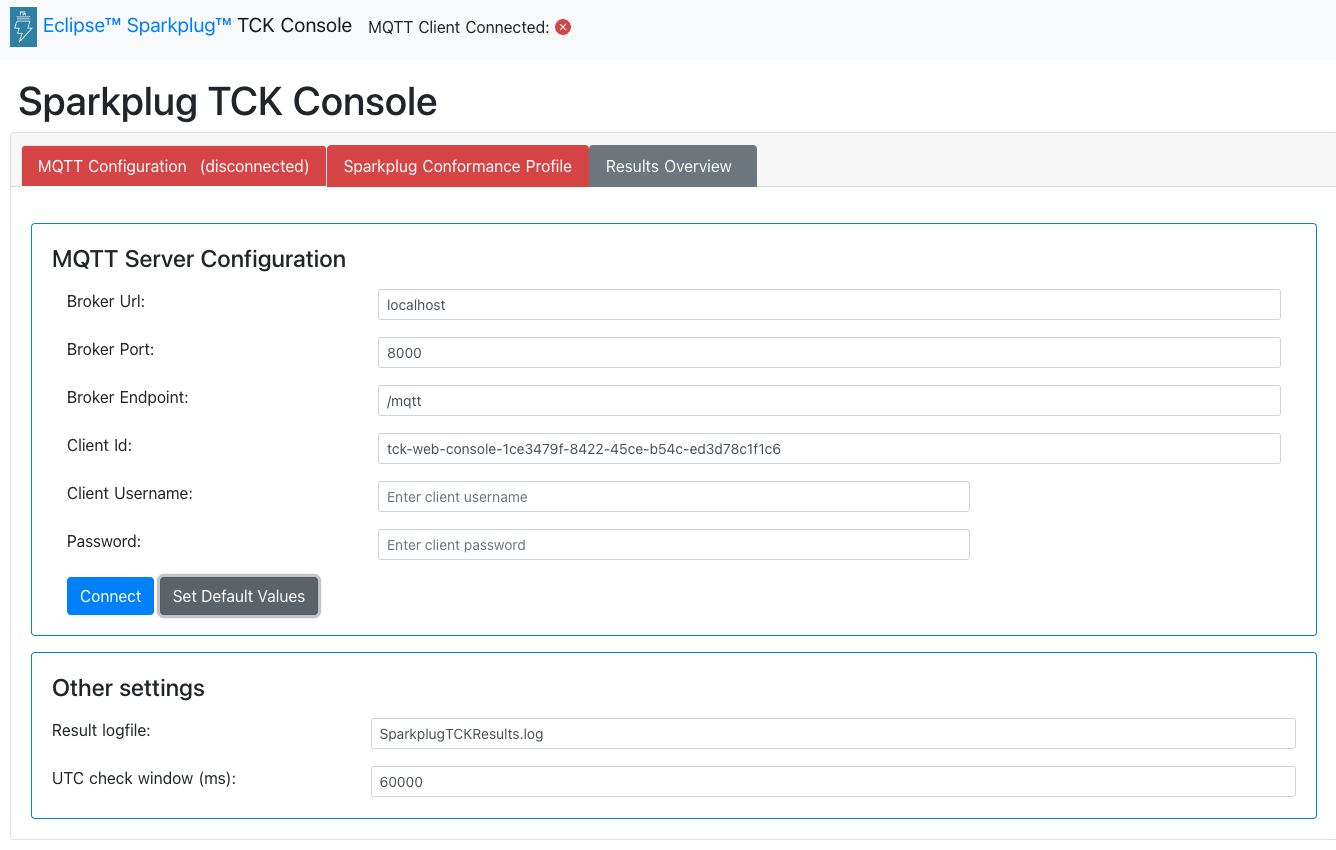 Eclipse™ Sparkplug™ TCK Console MQTT Client Connected:
Sparkplug TCK Console
MQTT Configuration (disconnected) Sparkplug Conformance Profile Results Overview
MQTT Server Configuration
Broker Url: localhost
Broker Port: 8000
Broker Endpoint: /mqtt
Client Id: tck-web-console-1ce3479f-8422-45ce-b54c-ed3d78c1f1c6
Client Username: Enter client username
Password: Enter client password
Connect Set Default Values
Other settings
Result logfile: SparkplugTCKResults.log
UTC check window (ms): 60000